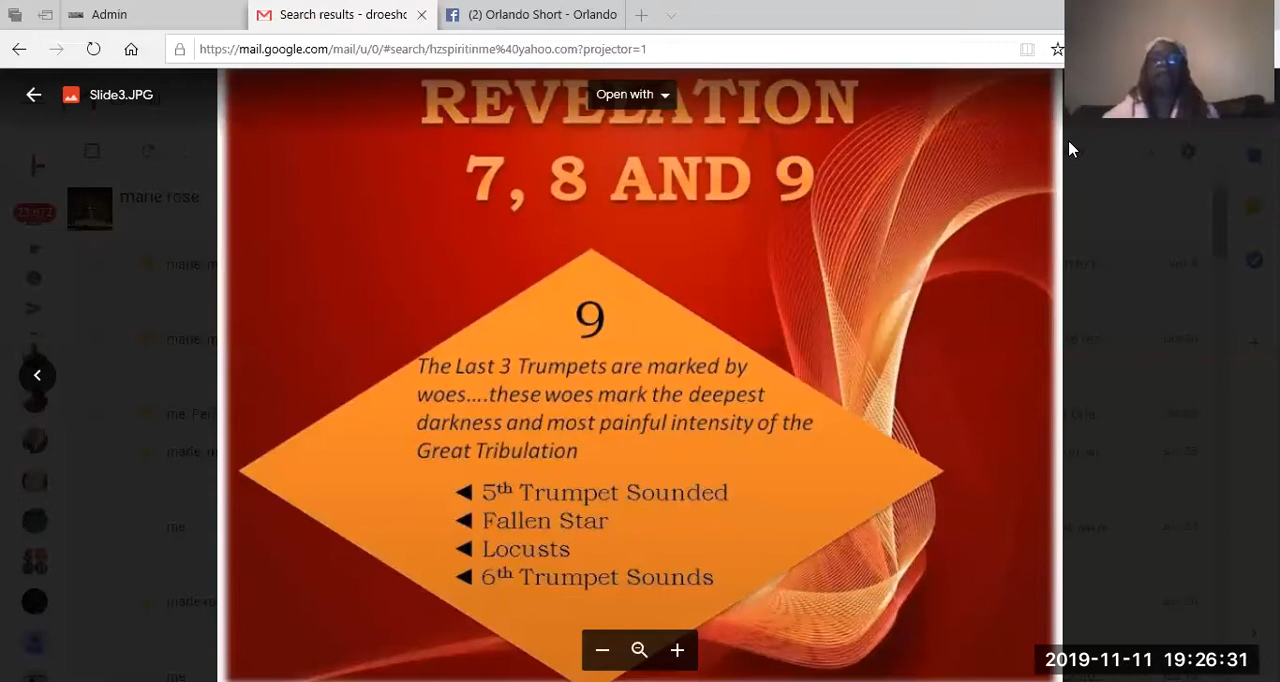 Admin
Search results - droeshc
(2) Orlando Short - Orlando
https://mail.google.com/mail/u/0/#search/hzspiritinme%40yahoo.com?projector=1
Slide3.JPG
Open with
REVELATION
7, 8 AND 9
marie rose
9
The Last 3 Trumpets are marked by
woes....these woes mark the deepest
darkness and most painful intensity of the
Great Tribulation
5th Trumpet Sounded
Fallen Star
Locusts
6th Trumpet Sounds
me
2019-11-11 19:26:31